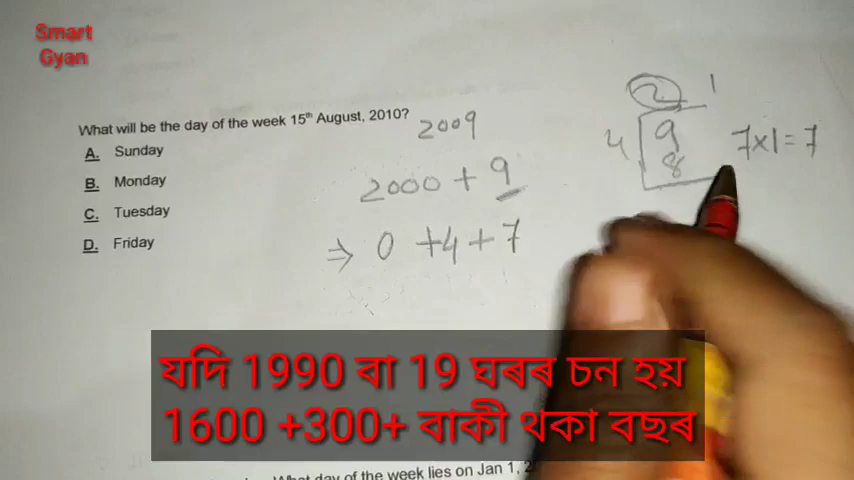 Smart
Gyan
What will be the day of the week 15th August, 2010?
A. Sunday
B. Monday
C. Tuesday
D. Friday
2009
2000 + 9
⇒ 0 + 4 + 7
2 1
4 9 7x1=7
8
যদি 1990 বা 19 ঘৰৰ চন হয়
1600 +300+ বাকী থকা বছৰ
What day of the week lies on Jan 1, 2